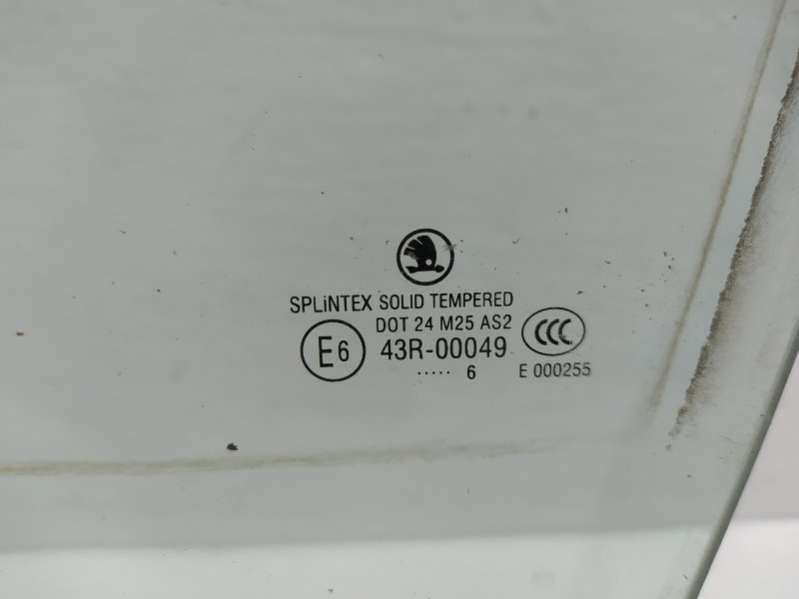 SPLiNTEX SOLID TEMPERED
DOT 24 M25 AS2
E6 43R-00049 CCC
..... 6 E 000255